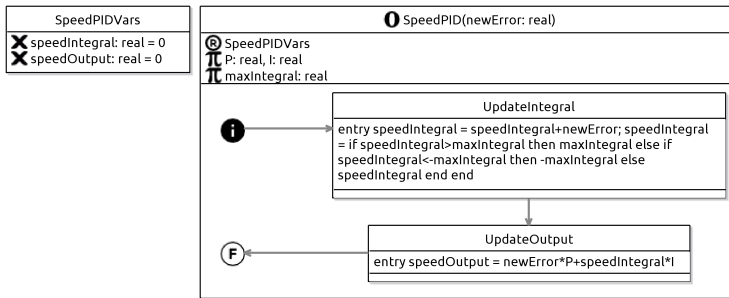 SpeedPIDVars
speedIntegral: real = 0
speedOutput: real = 0
O SpeedPID(newError: real)
R SpeedPIDVars
π P: real, I: real
π maxIntegral: real
i
UpdateIntegral
entry speedIntegral = speedIntegral+newError; speedIntegral
= if speedIntegral>maxIntegral then maxIntegral else if
speedIntegral<-maxIntegral then -maxIntegral else
speedIntegral end end
UpdateOutput
F
entry speedOutput = newError*P+speedIntegral*I